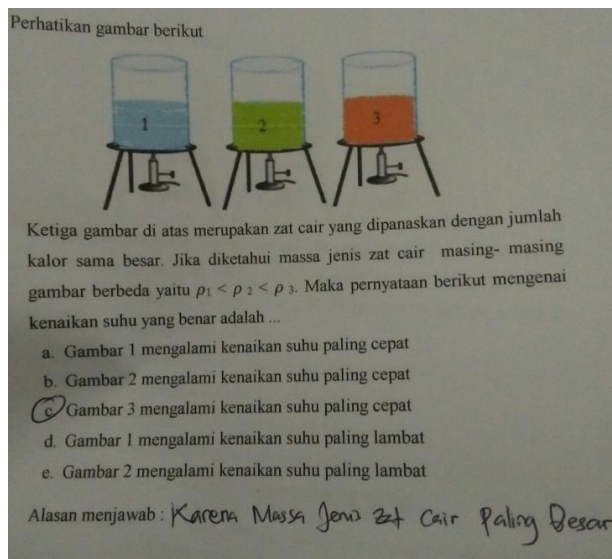 Perhatikan gambar berikut
1 2 3
Ketiga gambar di atas merupakan zat cair yang dipanaskan dengan jumlah
kalor sama besar. Jika diketahui massa jenis zat cair masing- masing
gambar berbeda yaitu ρ₁ < ρ ₂ < ρ ₃. Maka pernyataan berikut mengenai
kenaikan suhu yang benar adalah ...
a. Gambar 1 mengalami kenaikan suhu paling cepat
b. Gambar 2 mengalami kenaikan suhu paling cepat
c. Gambar 3 mengalami kenaikan suhu paling cepat
d. Gambar 1 mengalami kenaikan suhu paling lambat
e. Gambar 2 mengalami kenaikan suhu paling lambat
Alasan menjawab : Karena Massa Jenis zat Cair Paling Besar